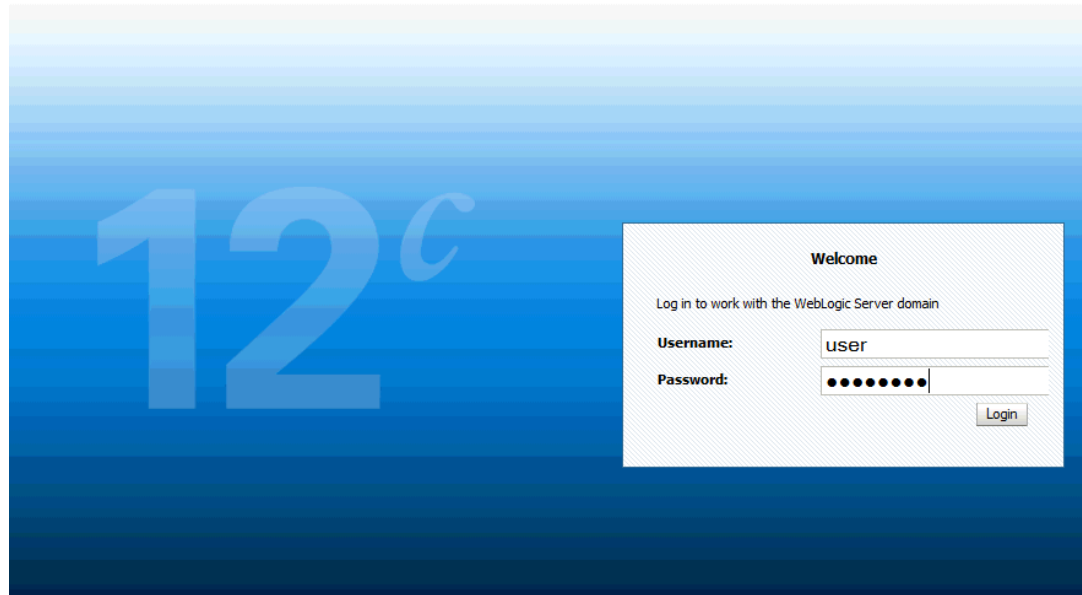 12c
Welcome
Log in to work with the WebLogic Server domain
Username: user
Password: ●●●●●●●●
Login